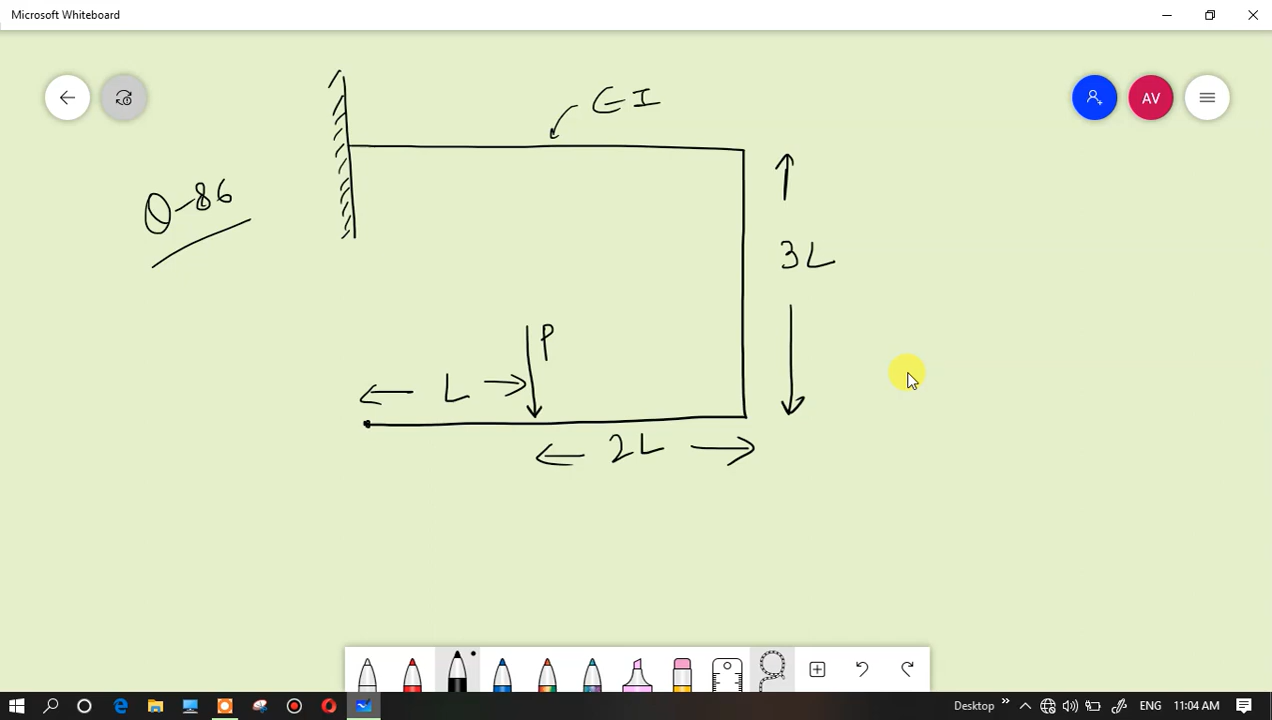 Microsoft Whiteboard
AV
EI
Q-86
3L
P
L
2L
Desktop
ENG
11:04 AM